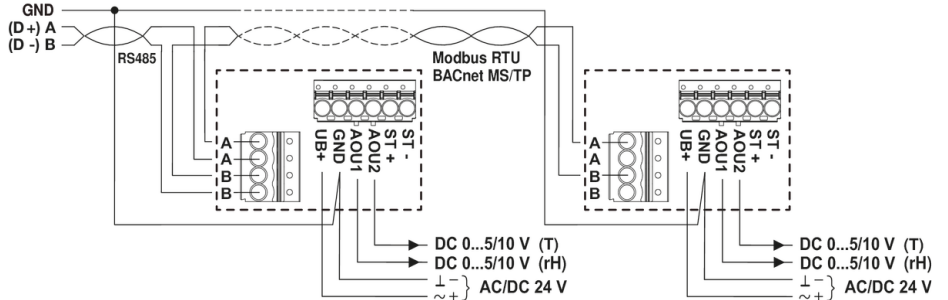 GND
(D +) A
(D -) B
RS485
Modbus RTU
BACnet MS/TP
UB+
GND
AOU1
AOU2
ST +
ST -
A
A
B
B
DC 0...5/10 V (T)
DC 0...5/10 V (rH)
⊥ −
~ +
AC/DC 24 V
UB+
GND
AOU1
AOU2
ST +
ST -
A
A
B
B
DC 0...5/10 V (T)
DC 0...5/10 V (rH)
⊥ −
~ +
AC/DC 24 V